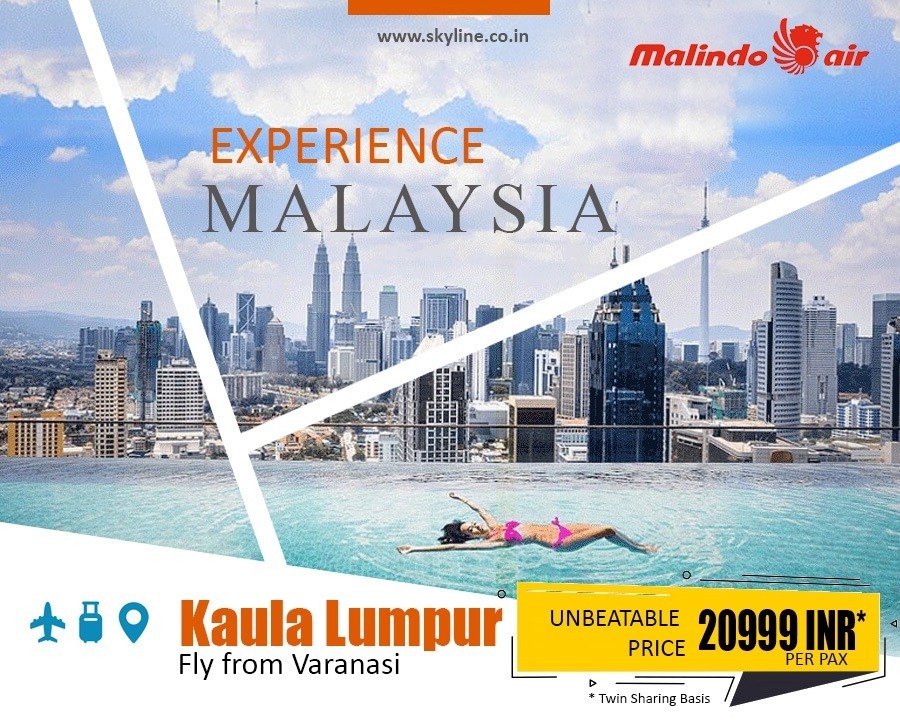 www.skyline.co.in
Malindo air
EXPERIENCE
MALAYSIA
Kaula Lumpur
Fly from Varanasi
UNBEATABLE
PRICE
20999 INR*
PER PAX
* Twin Sharing Basis